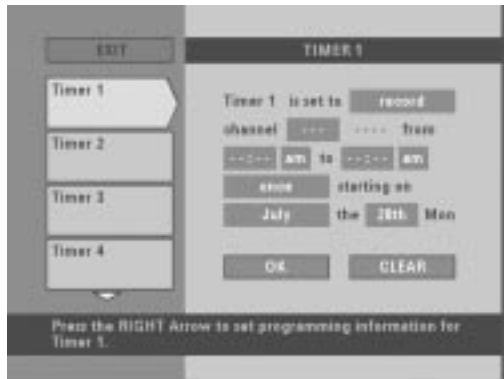 EXIT
TIMER 1
Timer 1
Timer 2
Timer 3
Timer 4
Timer 1 is set to record
channel --- ---- from
--:-- am to --:-- am
once starting on
July the 20th Mon
OK CLEAR
Press the RIGHT Arrow to set programming information for
Timer 1.